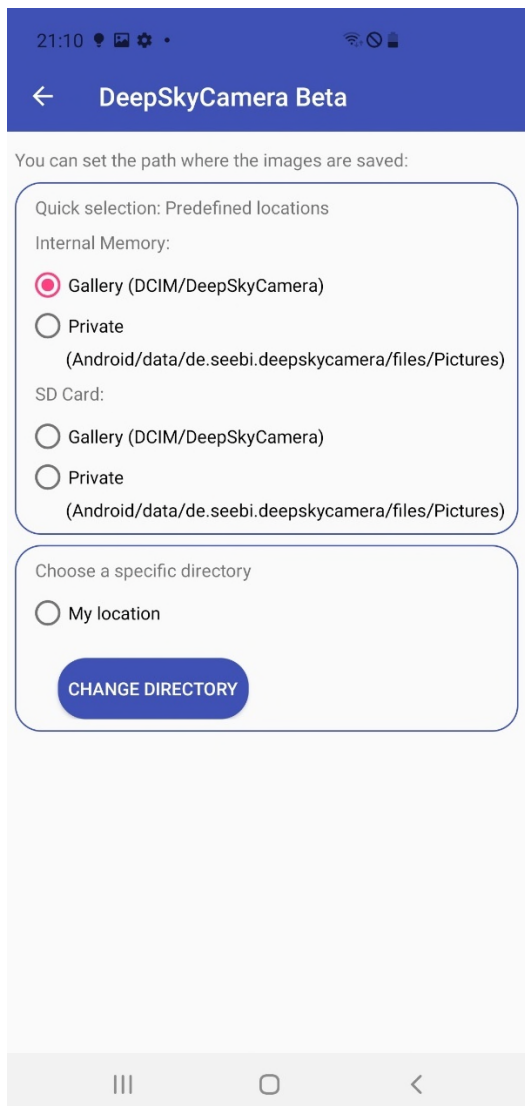 21:10
DeepSkyCamera Beta
You can set the path where the images are saved:
Quick selection: Predefined locations
Internal Memory:
Gallery (DCIM/DeepSkyCamera)
Private
(Android/data/de.seebi.deepskycamera/files/Pictures)
SD Card:
Gallery (DCIM/DeepSkyCamera)
Private
(Android/data/de.seebi.deepskycamera/files/Pictures)
Choose a specific directory
My location
CHANGE DIRECTORY